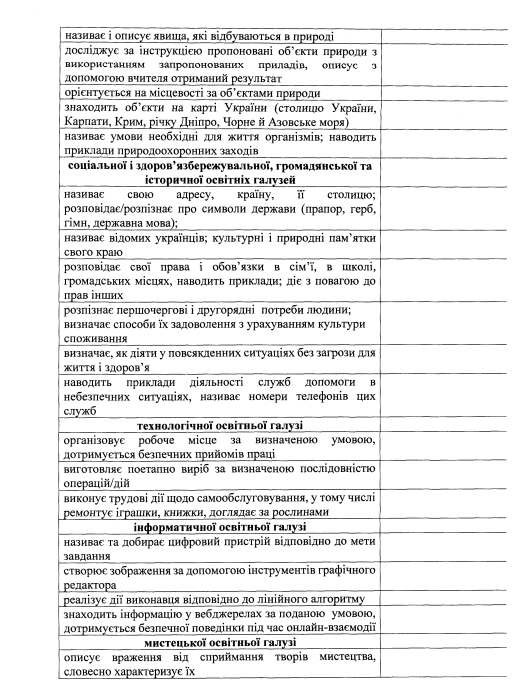 називає і описує явища, які відбуваються в природі
досліджує за інструкцією пропоновані об’єкти природи з
використанням запропонованих приладів, описує з
допомогою вчителя отриманий результат
орієнтується на місцевості за об’єктами природи
знаходить об’єкти на карті України (столицю України,
Карпати, Крим, річку Дніпро, Чорне й Азовське моря)
називає умови необхідні для життя організмів; наводить
приклади природоохоронних заходів
соціальної і здоров’язбережувальної, громадянської та
історичної освітніх галузей
називає свою адресу, країну, її столицю;
розповідає/розпізнає про символи держави (прапор, герб,
гімн, державна мова);
називає відомих українців; культурні і природні пам’ятки
свого краю
розповідає свої права і обов’язки в сім’ї, в школі,
громадських місцях, наводить приклади; діє з повагою до
прав інших
розпізнає першочергові і другорядні потреби людини;
визначає способи їх задоволення з урахуванням культури
споживання
визначає, як діяти у повсякденних ситуаціях без загрози для
життя і здоров’я
наводить приклади діяльності служб допомоги в
небезпечних ситуаціях, називає номери телефонів цих
служб
технологічної освітньої галузі
організовує робоче місце за визначеною умовою,
дотримується безпечних прийомів праці
виготовляє поетапно виріб за визначеною послідовністю
операцій/дій
виконує трудові дії щодо самообслуговування, у тому числі
ремонтує іграшки, книжки, доглядає за рослинами
інформатичної освітньої галузі
називає та добирає цифровий пристрій відповідно до мети
завдання
створює зображення за допомогою інструментів графічного
редактора
реалізує дії виконавця відповідно до лінійного алгоритму
знаходить інформацію у вебджерелах за поданою умовою,
дотримується безпечної поведінки під час онлайн-взаємодії
мистецької освітньої галузі
описує враження від сприймання творів мистецтва,
словесно характеризує їх